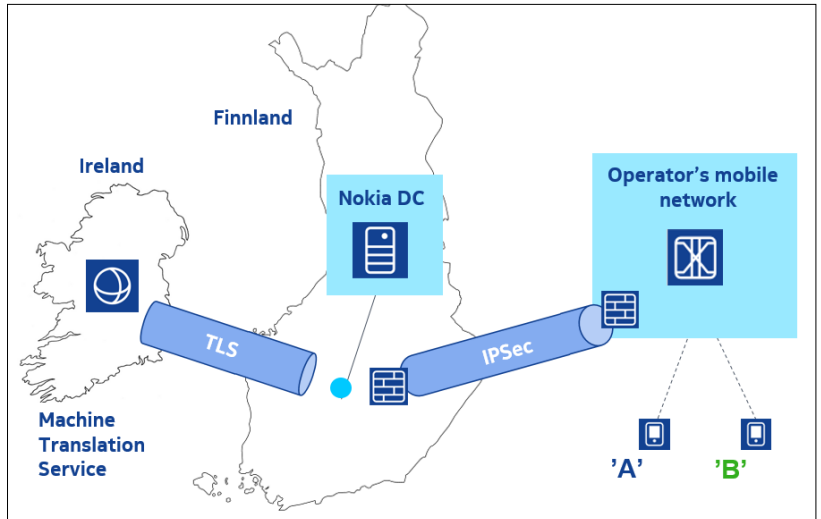 Finnland
Ireland
Nokia DC
Operator's mobile
network
TLS
IPSec
Machine
Translation
Service
'A'
'B'